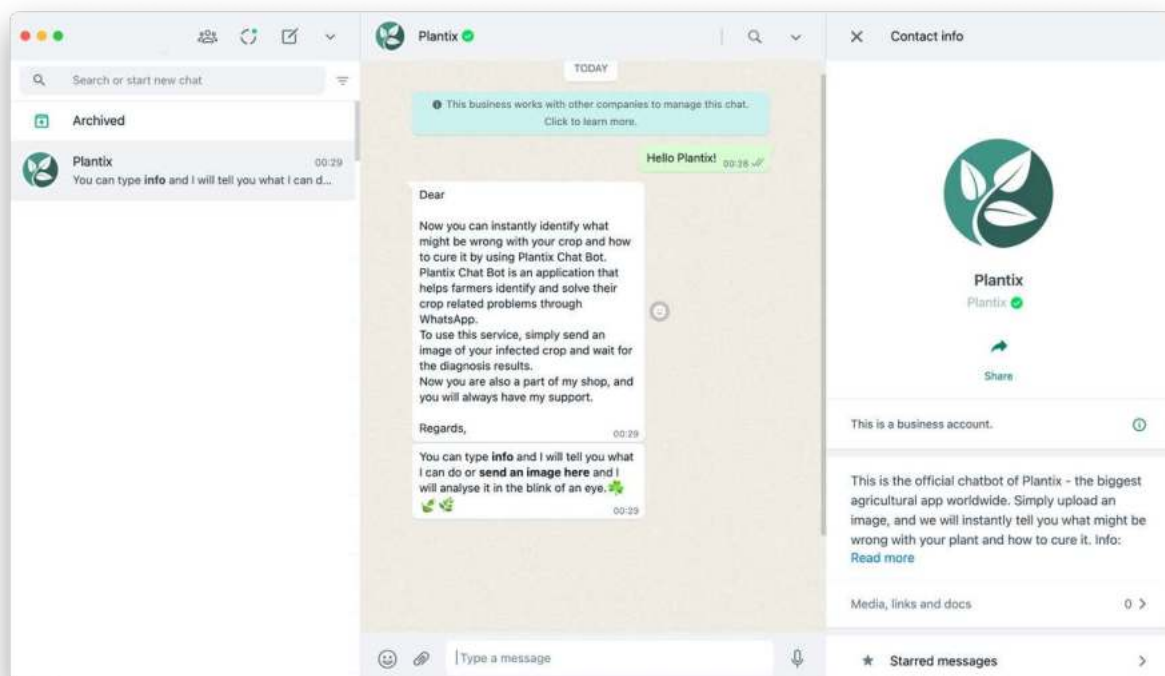 Search or start new chat
Archived
Plantix 00:29
You can type info and I will tell you what I can d...
Plantix
TODAY
This business works with other companies to manage this chat.
Click to learn more.
Hello Plantix! 00:28
Dear
Now you can instantly identify what
might be wrong with your crop and how
to cure it by using Plantix Chat Bot.
Plantix Chat Bot is an application that
helps farmers identify and solve their
crop related problems through
WhatsApp.
To use this service, simply send an
image of your infected crop and wait for
the diagnosis results.
Now you are also a part of my shop, and
you will always have my support.
Regards,
00:29
You can type info and I will tell you what
I can do or send an image here and I
will analyse it in the blink of an eye.
00:29
Type a message
Contact info
Plantix
Plantix
Share
This is a business account.
This is the official chatbot of Plantix - the biggest
agricultural app worldwide. Simply upload an
image, and we will instantly tell you what might be
wrong with your plant and how to cure it. Info:
Read more
Media, links and docs 0
Starred messages